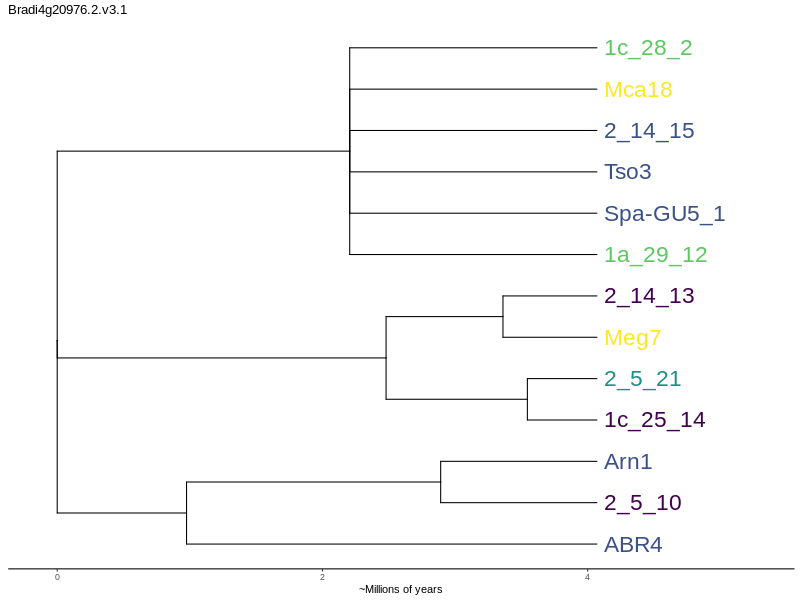 Bradi4g20976.2.v3.1
1c_28_2
Mca18
2_14_15
Tso3
Spa-GU5_1
1a_29_12
2_14_13
Meg7
2_5_21
1c_25_14
Arn1
2_5_10
ABR4
0 2 4
~Millions of years